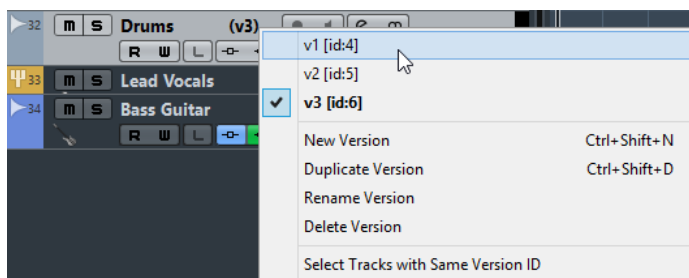 32 m S Drums (v3) e m
R W L
v1 [id:4]
v2 [id:5]
✓ v3 [id:6]
33 m S Lead Vocals
34 m S Bass Guitar
R W L
New Version Ctrl+Shift+N
Duplicate Version Ctrl+Shift+D
Rename Version
Delete Version
Select Tracks with Same Version ID